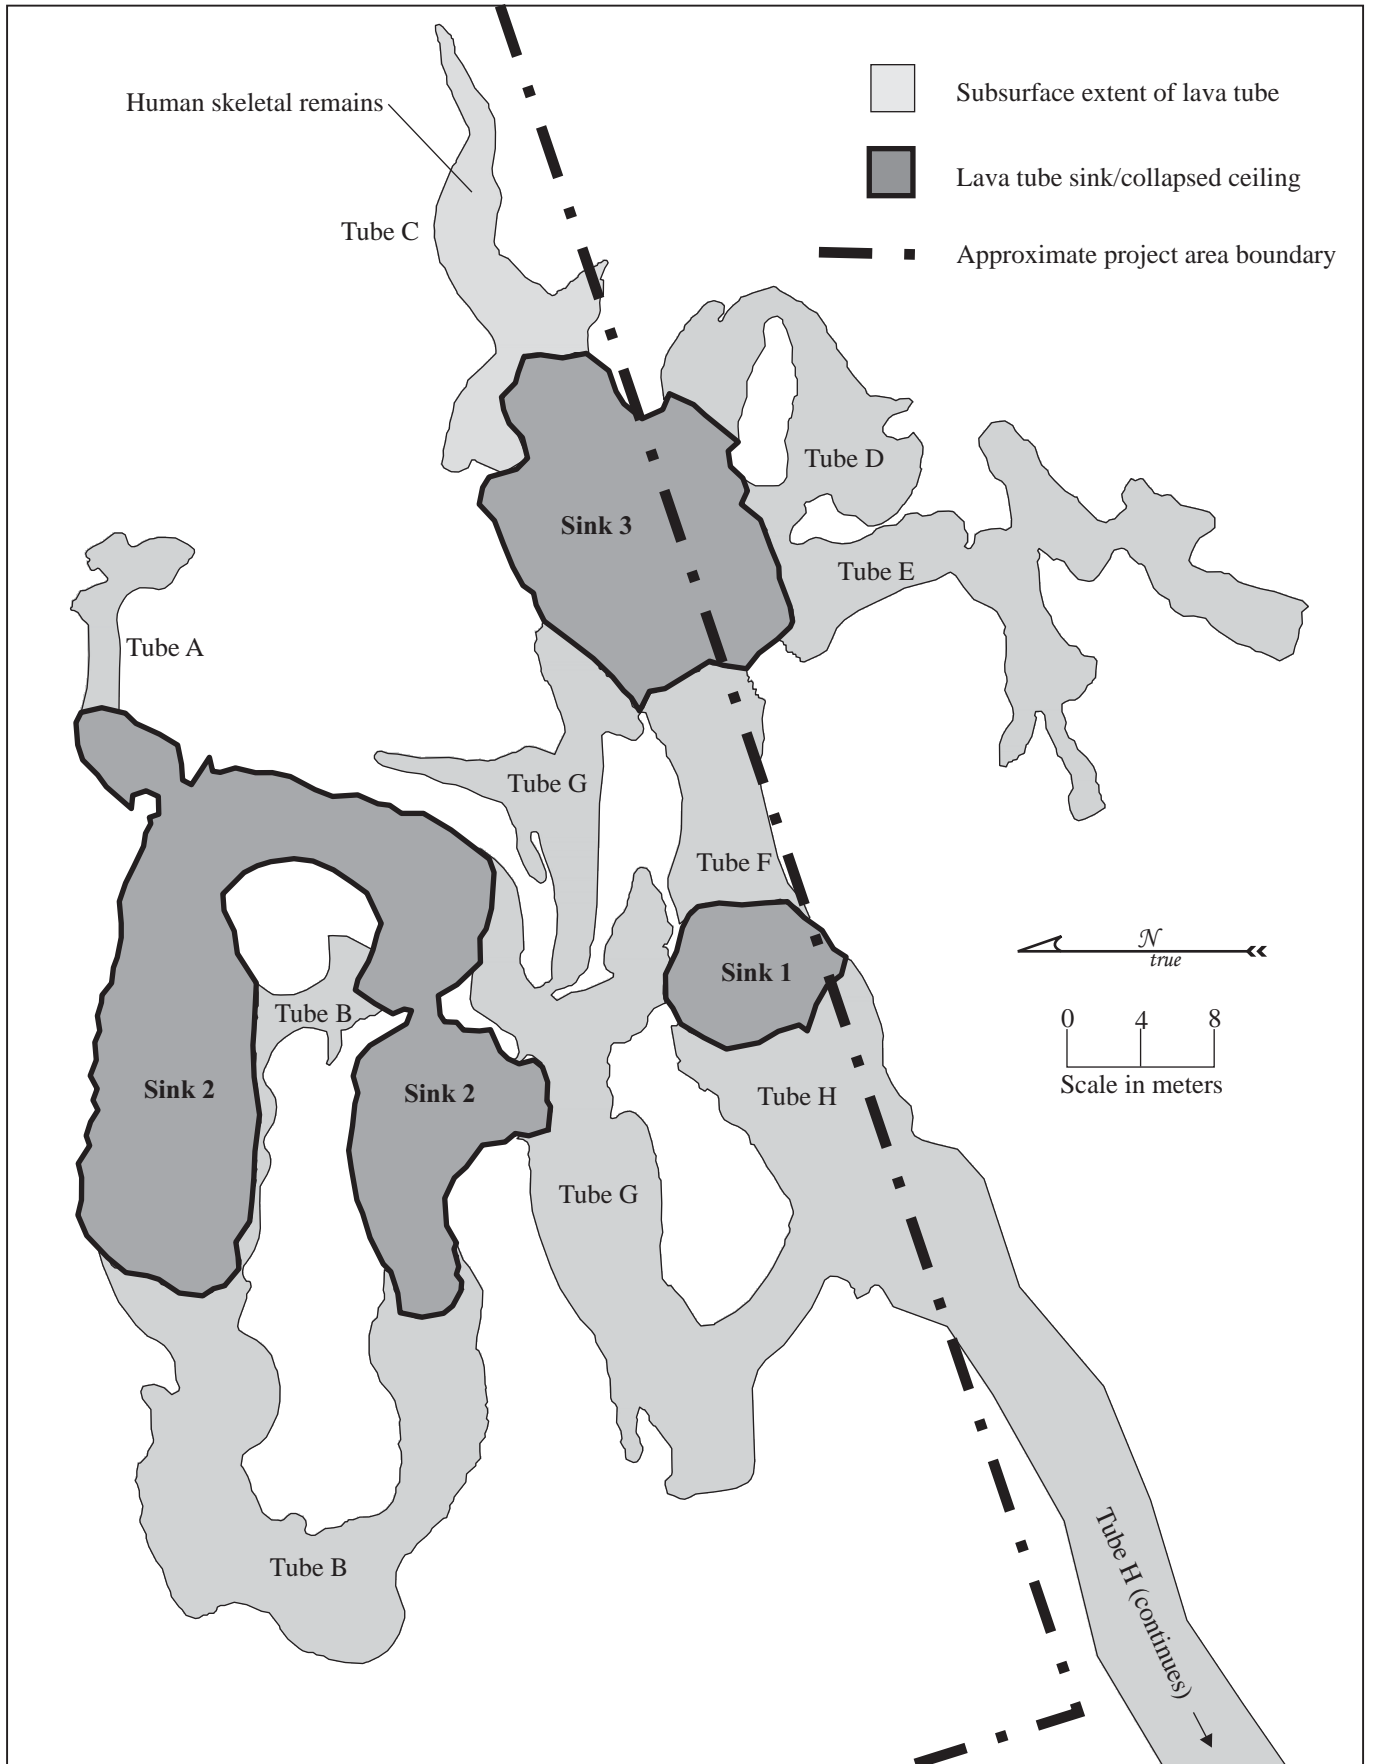 Human skeletal remains
Subsurface extent of lava tube
Lava tube sink/collapsed ceiling
Tube C
Approximate project area boundary
Tube D
Sink 3
Tube E
Tube A
Tube G
Tube F
N
true
Sink 1
Tube B
0 4 8
Scale in meters
Sink 2
Sink 2
Tube H
Tube G
Tube B
Tube H (continues)